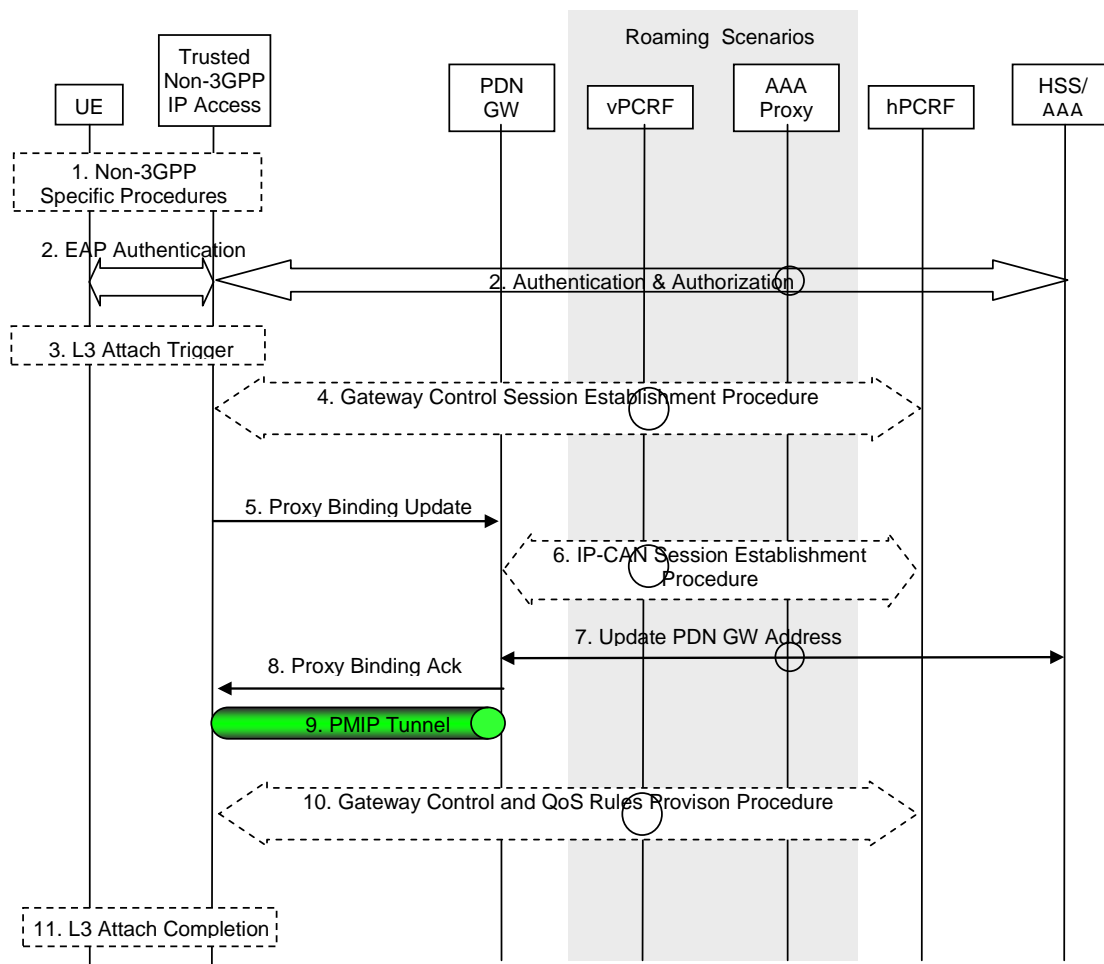 Roaming Scenarios
UE
Trusted
Non-3GPP
IP Access
PDN
GW
vPCRF
AAA
Proxy
hPCRF
HSS/
AAA
1. Non-3GPP
Specific Procedures
2. EAP Authentication
2. Authentication & Authorization
3. L3 Attach Trigger
4. Gateway Control Session Establishment Procedure
5. Proxy Binding Update
6. IP-CAN Session Establishment
Procedure
7. Update PDN GW Address
8. Proxy Binding Ack
9. PMIP Tunnel
10. Gateway Control and QoS Rules Provison Procedure
11. L3 Attach Completion